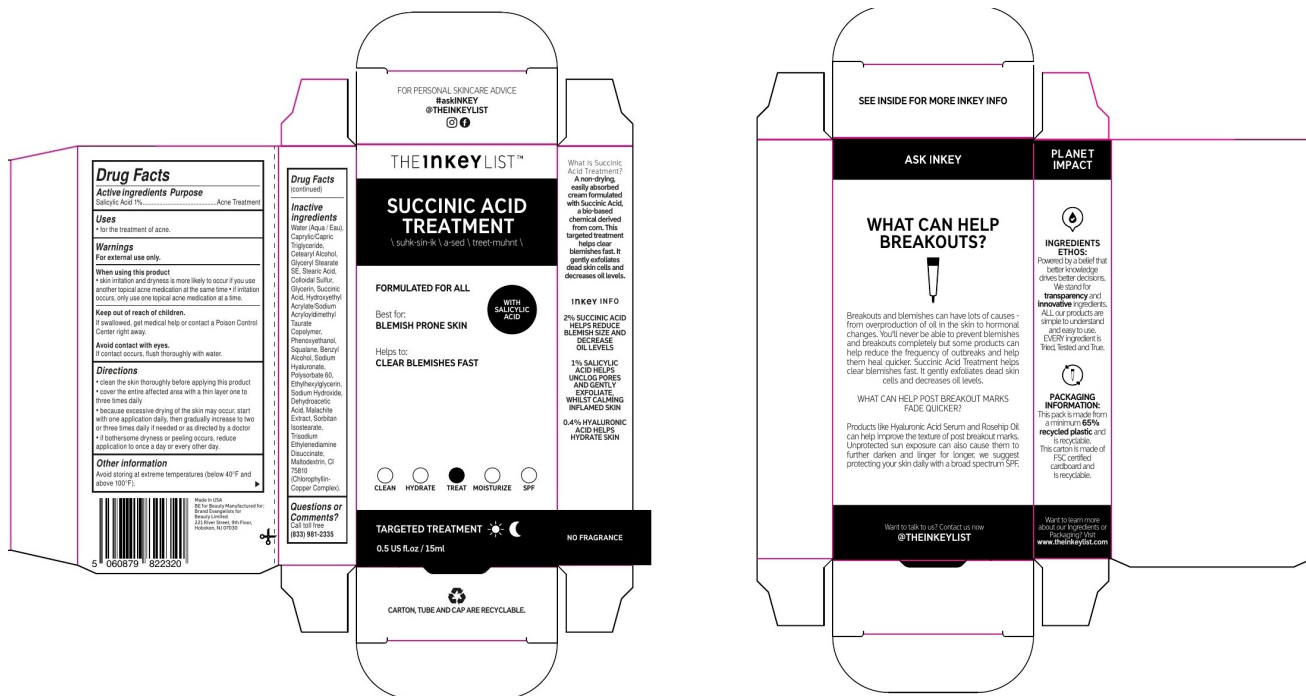 Drug Facts
Active ingredients Purpose
Salicylic Acid 1%..................................Acne Treatment
Uses
• for the treatment of acne.
Warnings
For external use only.
When using this product
• skin irritation and dryness is more likely to occur if you use
another topical acne medication at the same time • if irritation
occurs, only use one topical acne medication at a time.
Keep out of reach of children.
If swallowed, get medical help or contact a Poison Control
Center right away.
Avoid contact with eyes.
If contact occurs, flush thoroughly with water.
Directions
• clean the skin thoroughly before applying this product
• cover the entire affected area with a thin layer one to
three times daily
• because excessive drying of the skin may occur, start
with one application daily, then gradually increase to two
or three times daily if needed or as directed by a doctor
• if bothersome dryness or peeling occurs, reduce
application to once a day or every other day.
Other information
Avoid storing at extreme temperatures (below 40°F and
above 100°F).
5 060879 822320
Made in USA
BE for Beauty Manufactured for:
Brand Evangelists for
Beauty Limited
221 River Street, 9th Floor,
Hoboken, NJ 07030
Drug Facts
(continued)
Inactive
ingredients
Water (Aqua / Eau),
Caprylic/Capric
Triglyceride,
Cetearyl Alcohol,
Glyceryl Stearate
SE, Stearic Acid,
Colloidal Sulfur,
Glycerin, Succinic
Acid, Hydroxyethyl
Acrylate/Sodium
Acryloyldimethyl
Taurate
Copolymer,
Phenoxyethanol,
Squalane, Benzyl
Alcohol, Sodium
Hyaluronate,
Polysorbate 60,
Ethylhexylglycerin,
Sodium Hydroxide,
Dehydroacetic
Acid, Malachite
Extract, Sorbitan
Isostearate,
Trisodium
Ethylenediamine
Disuccinate,
Maltodextrin, CI
75810
(Chlorophyllin-
Copper Complex).
Questions or
Comments?
Call toll free
(833) 981-2335
FOR PERSONAL SKINCARE ADVICE
#askINKEY
@THEINKEYLIST
THE INKEY LIST™
SUCCINIC ACID
TREATMENT
\ suhk-sin-ik \ a-sed \ treet-muhnt \
FORMULATED FOR ALL
WITH
SALICYLIC
ACID
Best for:
BLEMISH PRONE SKIN
Helps to:
CLEAR BLEMISHES FAST
CLEAN HYDRATE TREAT MOISTURIZE SPF
TARGETED TREATMENT
0.5 US fl.oz / 15ml
CARTON, TUBE AND CAP ARE RECYCLABLE.
What is Succinic
Acid Treatment?
A non-drying,
easily absorbed
cream formulated
with Succinic Acid,
a bio-based
chemical derived
from corn. This
targeted treatment
helps clear
blemishes fast. It
gently exfoliates
dead skin cells and
decreases oil levels.
INKEY INFO
2% SUCCINIC ACID
HELPS REDUCE
BLEMISH SIZE AND
DECREASE
OIL LEVELS
1% SALICYLIC
ACID HELPS
UNCLOG PORES
AND GENTLY
EXFOLIATE,
WHILST CALMING
INFLAMED SKIN
0.4% HYALURONIC
ACID HELPS
HYDRATE SKIN
NO FRAGRANCE
SEE INSIDE FOR MORE INKEY INFO
ASK INKEY
WHAT CAN HELP
BREAKOUTS?
Breakouts and blemishes can have lots of causes -
from overproduction of oil in the skin to hormonal
changes. You'll never be able to prevent blemishes
and breakouts completely but some products can
help reduce the frequency of outbreaks and help
them heal quicker. Succinic Acid Treatment helps
clear blemishes fast. It gently exfoliates dead skin
cells and decreases oil levels.
WHAT CAN HELP POST BREAKOUT MARKS
FADE QUICKER?
Products like Hyaluronic Acid Serum and Rosehip Oil
can help improve the texture of post breakout marks.
Unprotected sun exposure can also cause them to
further darken and linger for longer, we suggest
protecting your skin daily with a broad spectrum SPF.
Want to talk to us? Contact us now
@THEINKEYLIST
PLANET
IMPACT
INGREDIENTS
ETHOS:
Powered by a belief that
better knowledge
drives better decisions.
We stand for
transparency and
innovative ingredients.
ALL our products are
simple to understand
and easy to use.
EVERY ingredient is
Tried, Tested and True.
PACKAGING
INFORMATION:
This pack is made from
a minimum 65%
recycled plastic and
is recyclable.
This carton is made of
FSC certified
cardboard and
is recyclable.
Want to learn more
about our Ingredients or
Packaging? Visit
www.theinkeylist.com